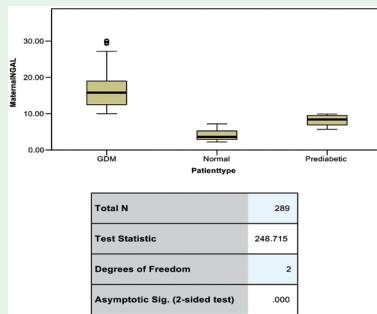 MaternalNGAL
30.00
20.00
10.00
0.00
GDM Normal Prediabetic
Patienttype
Total N 289
Test Statistic 248.715
Degrees of Freedom 2
Asymptotic Sig. (2-sided test) .000